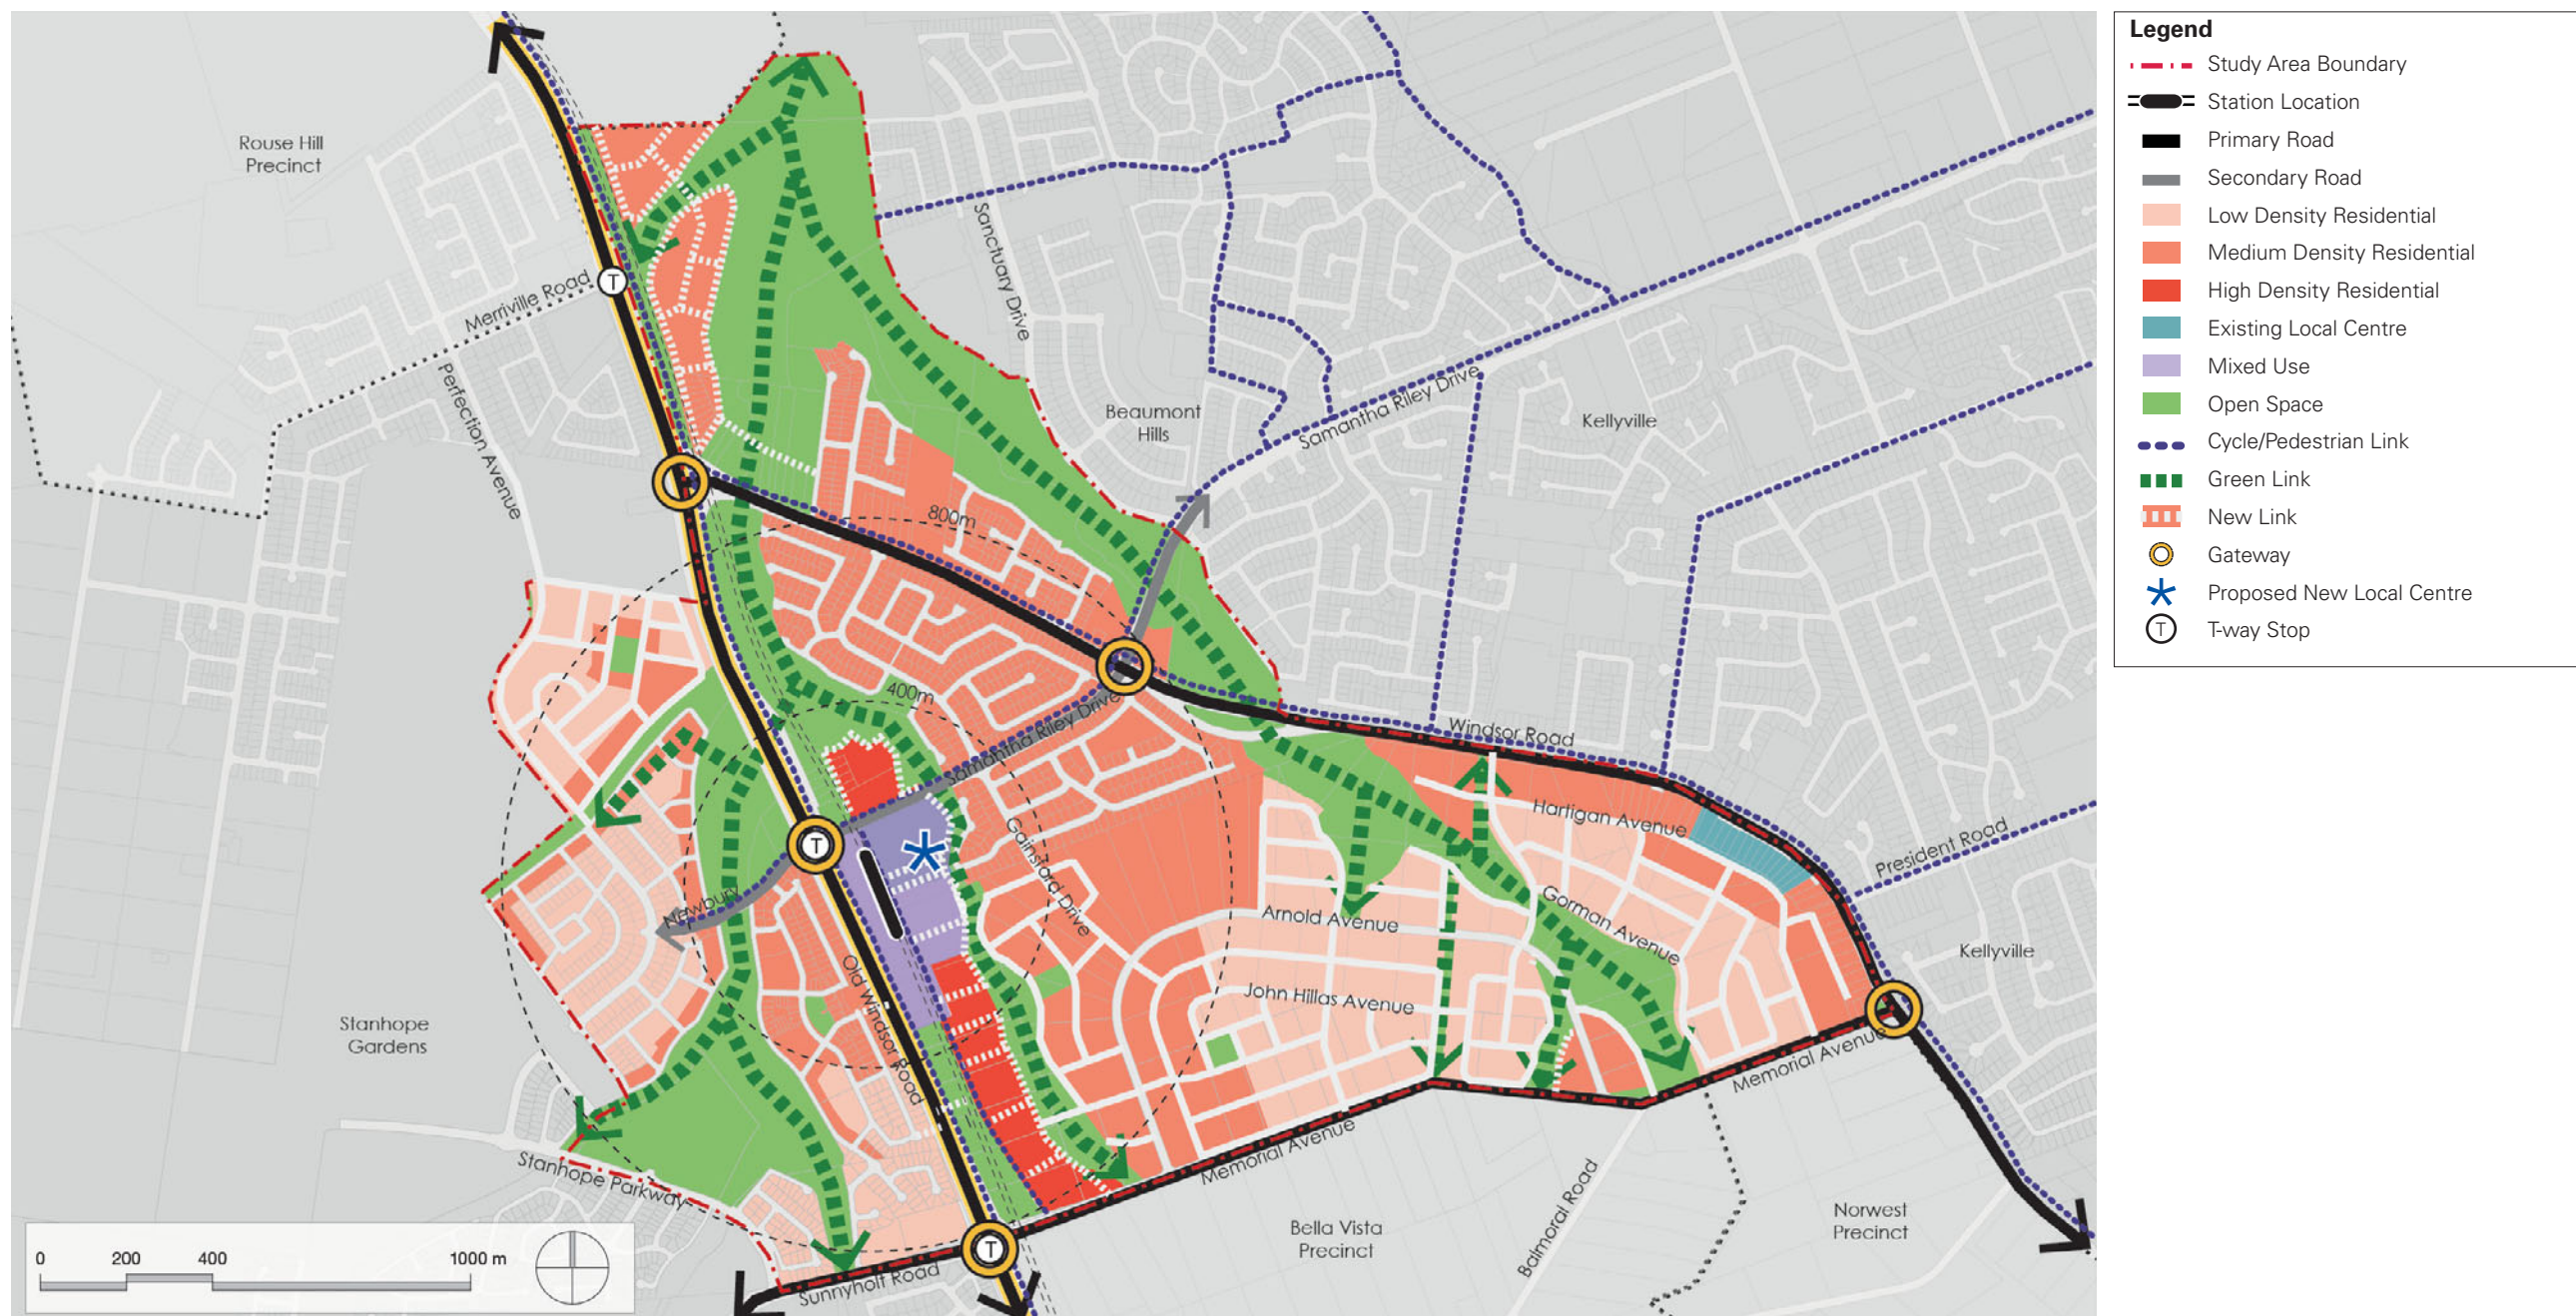 Rouse Hill
Precinct
Merriville Road
Perfection Avenue
Sanctuary Drive
Beaumont
Hills
Samantha Riley Drive
Kellyville
800m
400m
Samantha Riley Drive
Windsor Road
Hartigan Avenue
President Road
Gainsford Drive
Arnold Avenue
Gorman Avenue
John Hillas Avenue
Newbury
Old Windsor Road
Kellyville
Stanhope
Gardens
Memorial Avenue
Memorial Avenue
Stanhope Parkway
Balmoral Road
Bella Vista
Precinct
Norwest
Precinct
Sunnyholt Road
T
T
T
0
200
400
1000 m
Legend
Study Area Boundary
Station Location
Primary Road
Secondary Road
Low Density Residential
Medium Density Residential
High Density Residential
Existing Local Centre
Mixed Use
Open Space
Cycle/Pedestrian Link
Green Link
New Link
Gateway
Proposed New Local Centre
T
T-way Stop